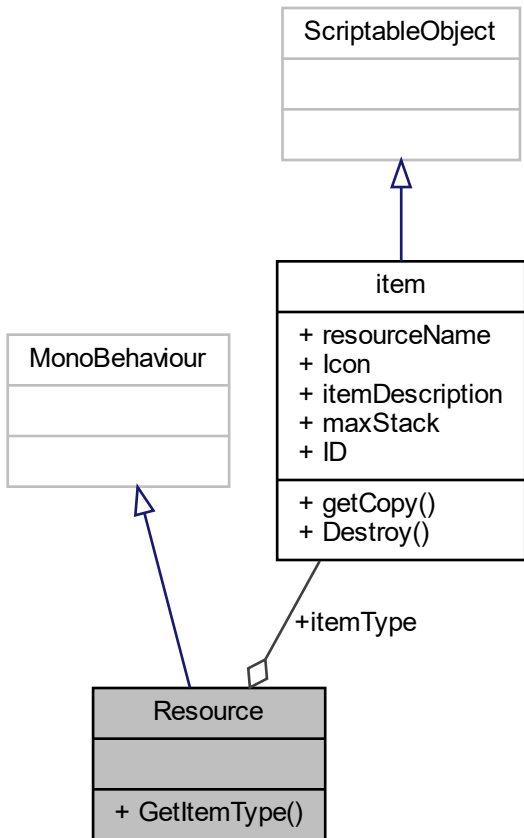 ScriptableObject
item
+ resourceName
+ Icon
+ itemDescription
+ maxStack
+ ID
+ getCopy()
+ Destroy()
MonoBehaviour
+itemType
Resource
+ GetItemType()